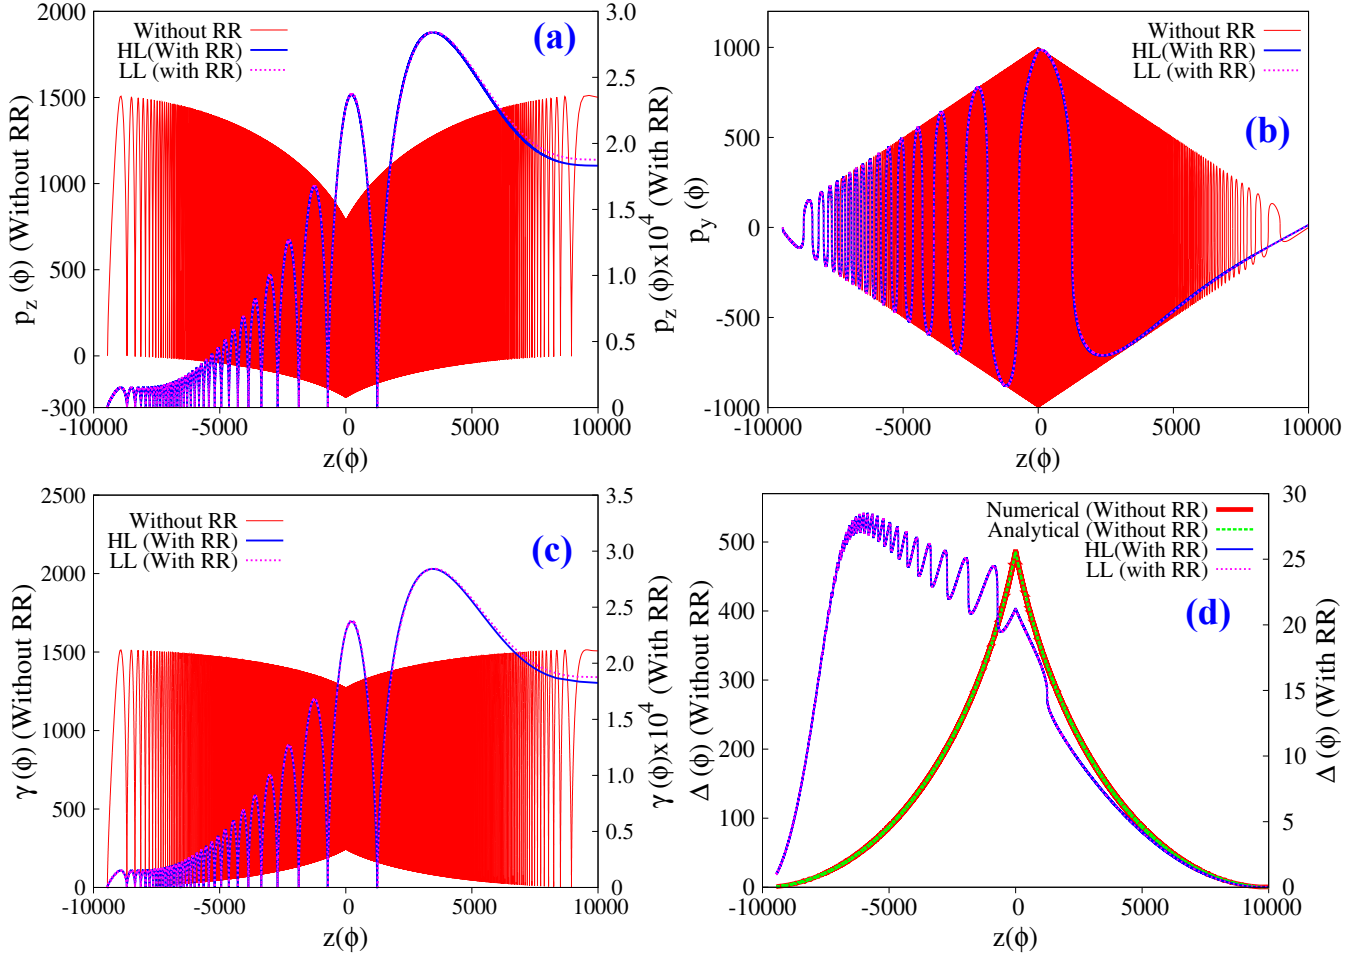 (a)
Without RR
HL(With RR)
LL (with RR)
p_z (ϕ) (Without RR)
2000
1500
1000
500
0
-300
p_z (ϕ)x10^4 (With RR)
3.0
2.5
2.0
1.5
1.0
0.5
0
-10000 -5000 0 5000 10000
z(ϕ)
(b)
Without RR
HL(With RR)
LL (with RR)
p_y (ϕ)
1000
500
0
-500
-1000
-10000 -5000 0 5000 10000
z(ϕ)
(c)
Without RR
HL (With RR)
LL (With RR)
γ (ϕ) (Without RR)
2500
2000
1500
1000
500
0
γ (ϕ)x10^4 (With RR)
3.5
3.0
2.5
2.0
1.5
1.0
0.5
0
-10000 -5000 0 5000 10000
z(ϕ)
(d)
Numerical (Without RR)
Analytical (Without RR)
HL(With RR)
LL (with RR)
Δ (ϕ) (Without RR)
500
400
300
200
100
0
Δ (ϕ) (With RR)
30
25
20
15
10
5
0
-10000 -5000 0 5000 10000
z(ϕ)